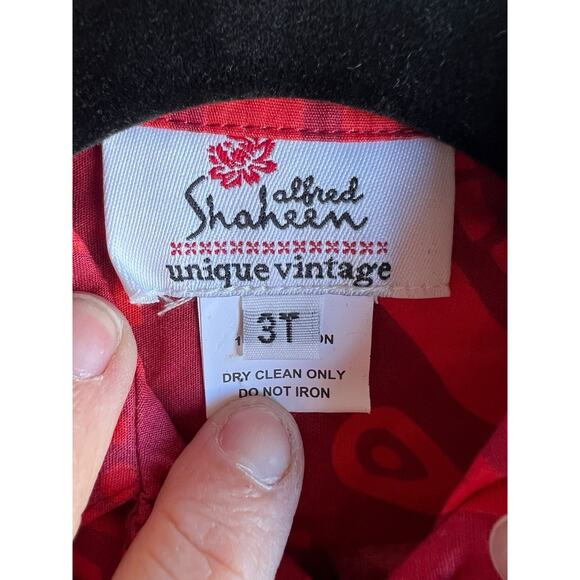 alfred
Shaheen
unique vintage
3T
DRY CLEAN ONLY
DO NOT IRON